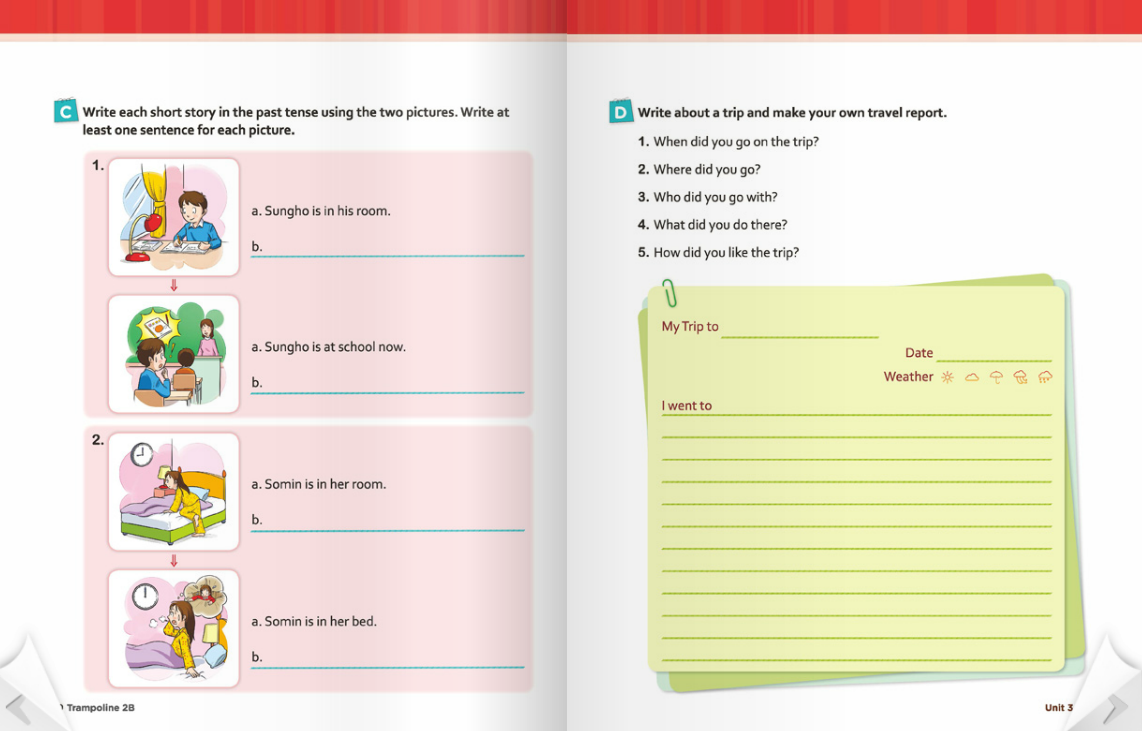 C Write each short story in the past tense using the two pictures. Write at
least one sentence for each picture.
1.
a. Sungho is in his room.
b.
a. Sungho is at school now.
b.
2.
a. Somin is in her room.
b.
a. Somin is in her bed.
b.
Trampoline 2B
D Write about a trip and make your own travel report.
1. When did you go on the trip?
2. Where did you go?
3. Who did you go with?
4. What did you do there?
5. How did you like the trip?
My Trip to
Date
Weather
I went to
Unit 3